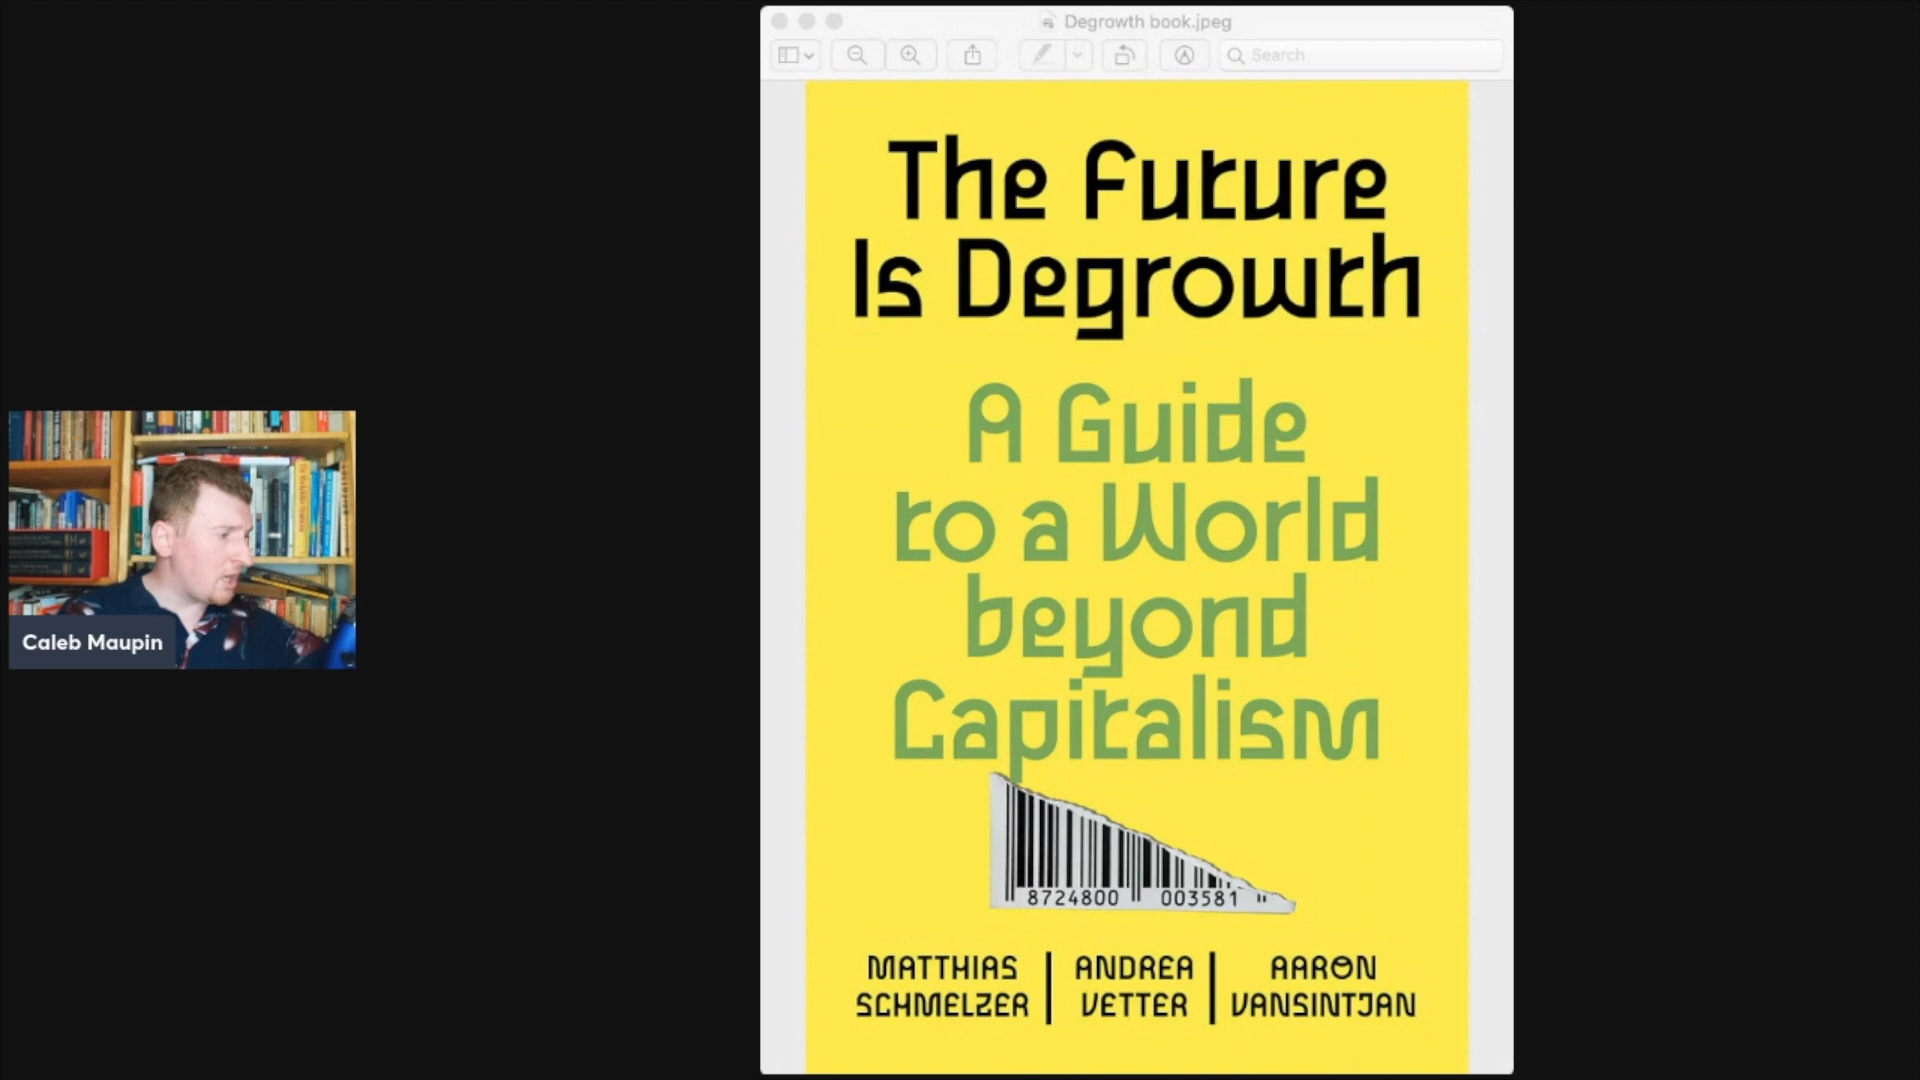 Degrowth book.jpeg
Search
The Future
Is Degrowth
A Guide
to a World
beyond
Capitalism
8724800 003581
MATTHIAS
SCHMELZER
ANDREA
VETTER
AARON
VANSINTJAN
Caleb Maupin